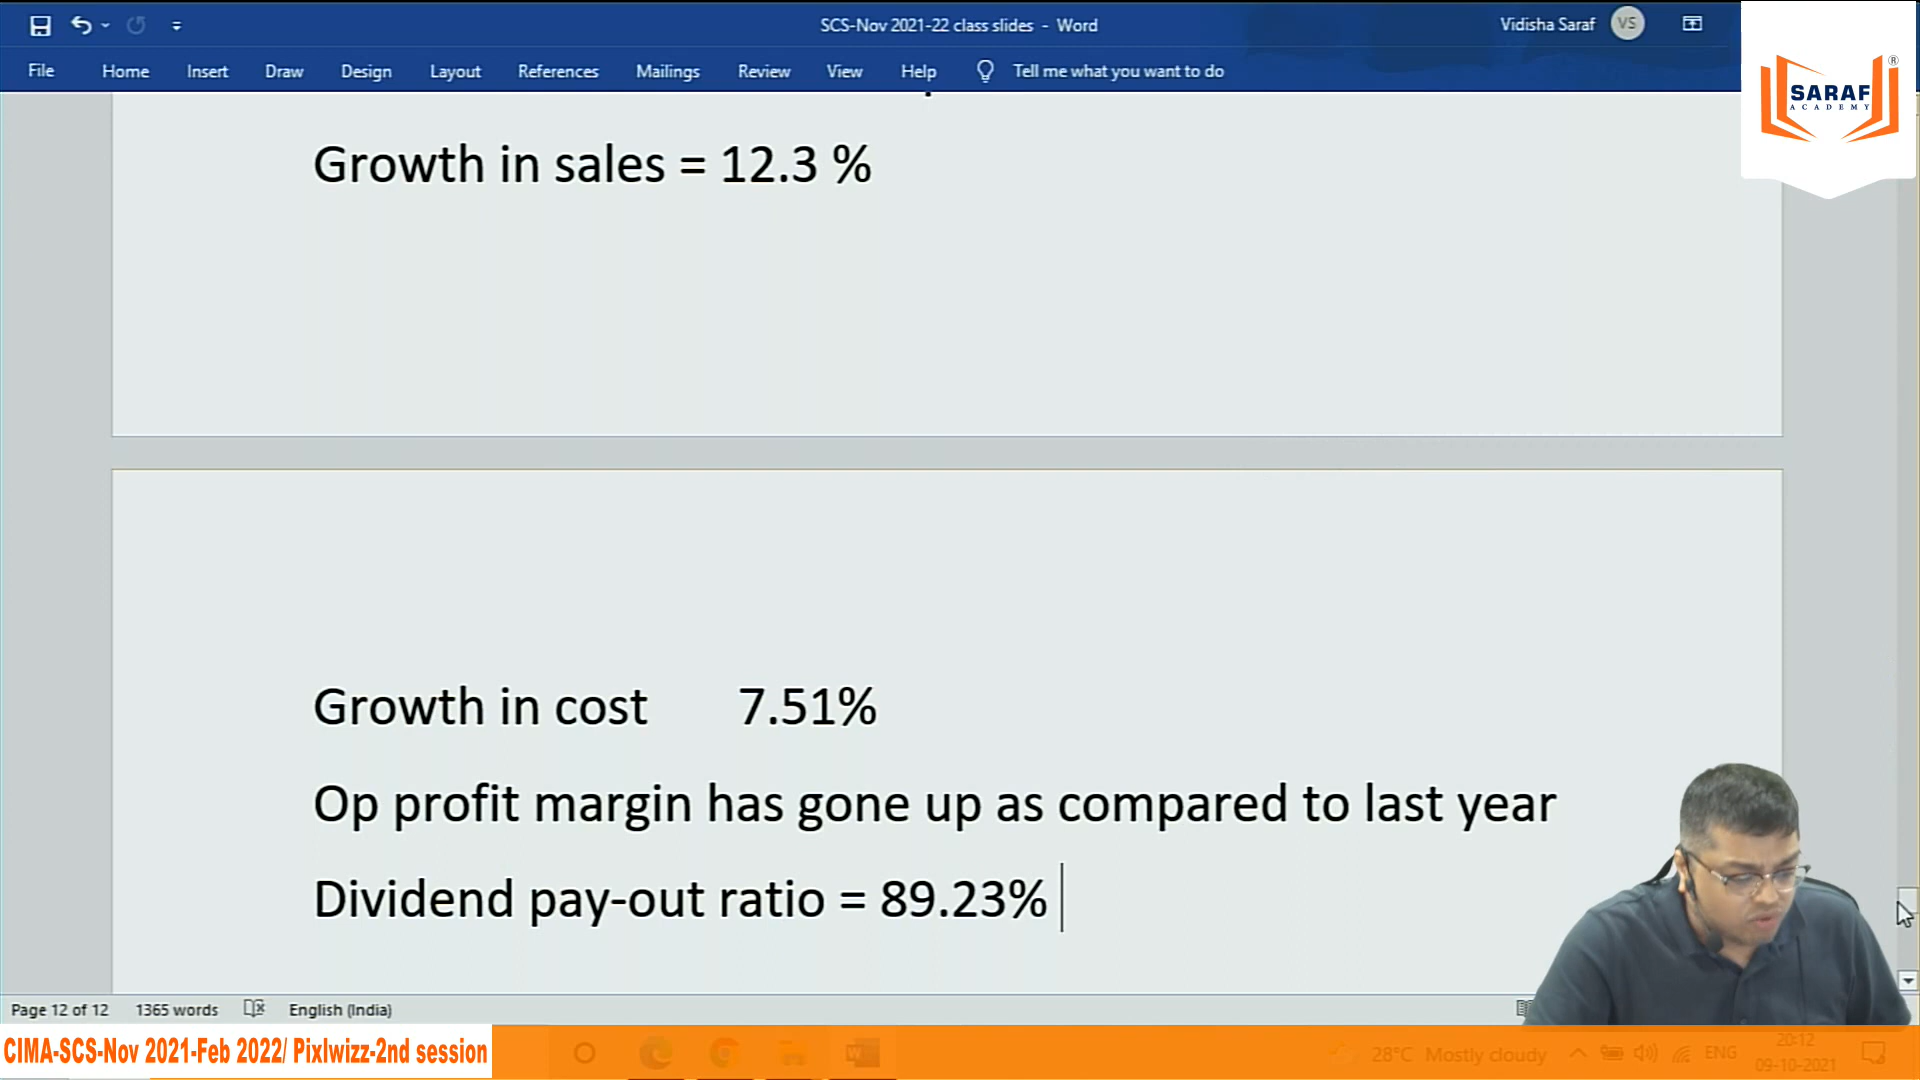 SCS-Nov 2021-22 class slides - Word
Vidisha Saraf
VS
File Home Insert Draw Design Layout References Mailings Review View Help Tell me what you want to do
SARAF
ACADEMY
®
Growth in sales = 12.3 %
Growth in cost 7.51%
Op profit margin has gone up as compared to last year
Dividend pay-out ratio = 89.23%
Page 12 of 12 1365 words English (India)
CIMA-SCS-Nov 2021-Feb 2022/ Pixlwizz-2nd session
28°C Mostly cloudy
ENG
20:12
09-10-2021